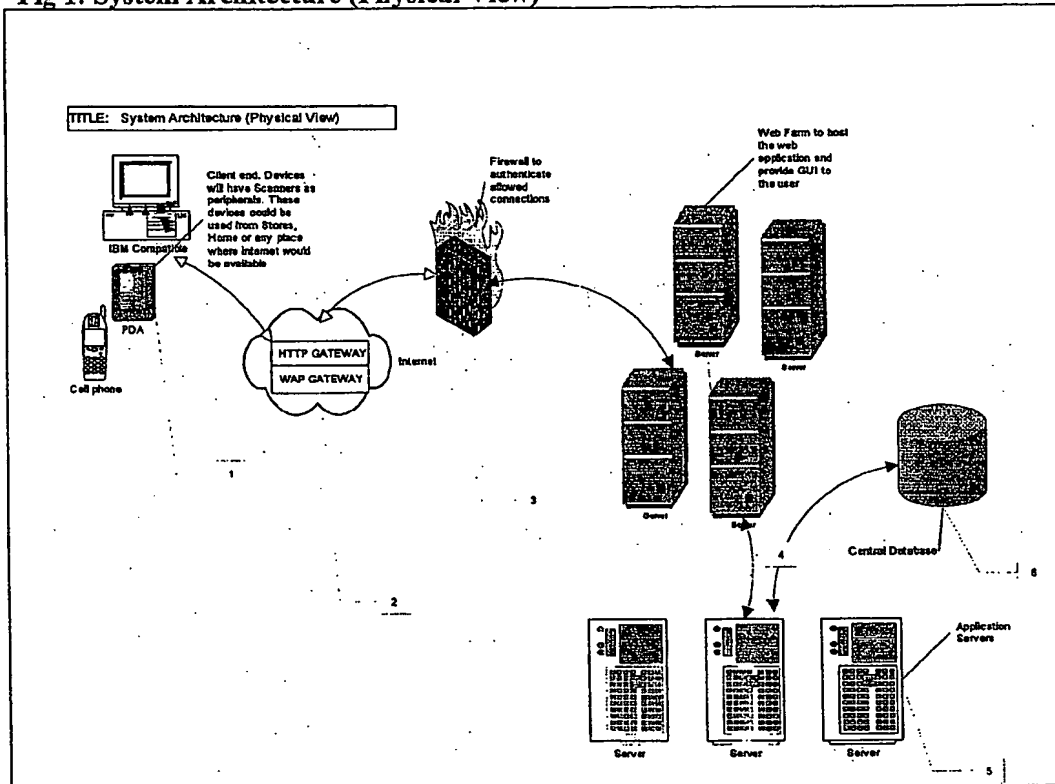 Fig 1: System Architecture (Physical View)
TITLE: System Architecture (Physical View)
Client end. Devices
will have Scanners as
peripherals. These
devices could be
used from Stores,
Home or any place
where internet would
be available
IBM Compatible
PDA
Cell phone
HTTP GATEWAY
WAP GATEWAY
Internet
Firewall to
authenticate
allowed
connections
Web Farm to host
the web
application and
provide GUI to
the user
Server
Server
Server
Server
1
2
3
4
Central Database
6
Application
Servers
Server
Server
Server
5